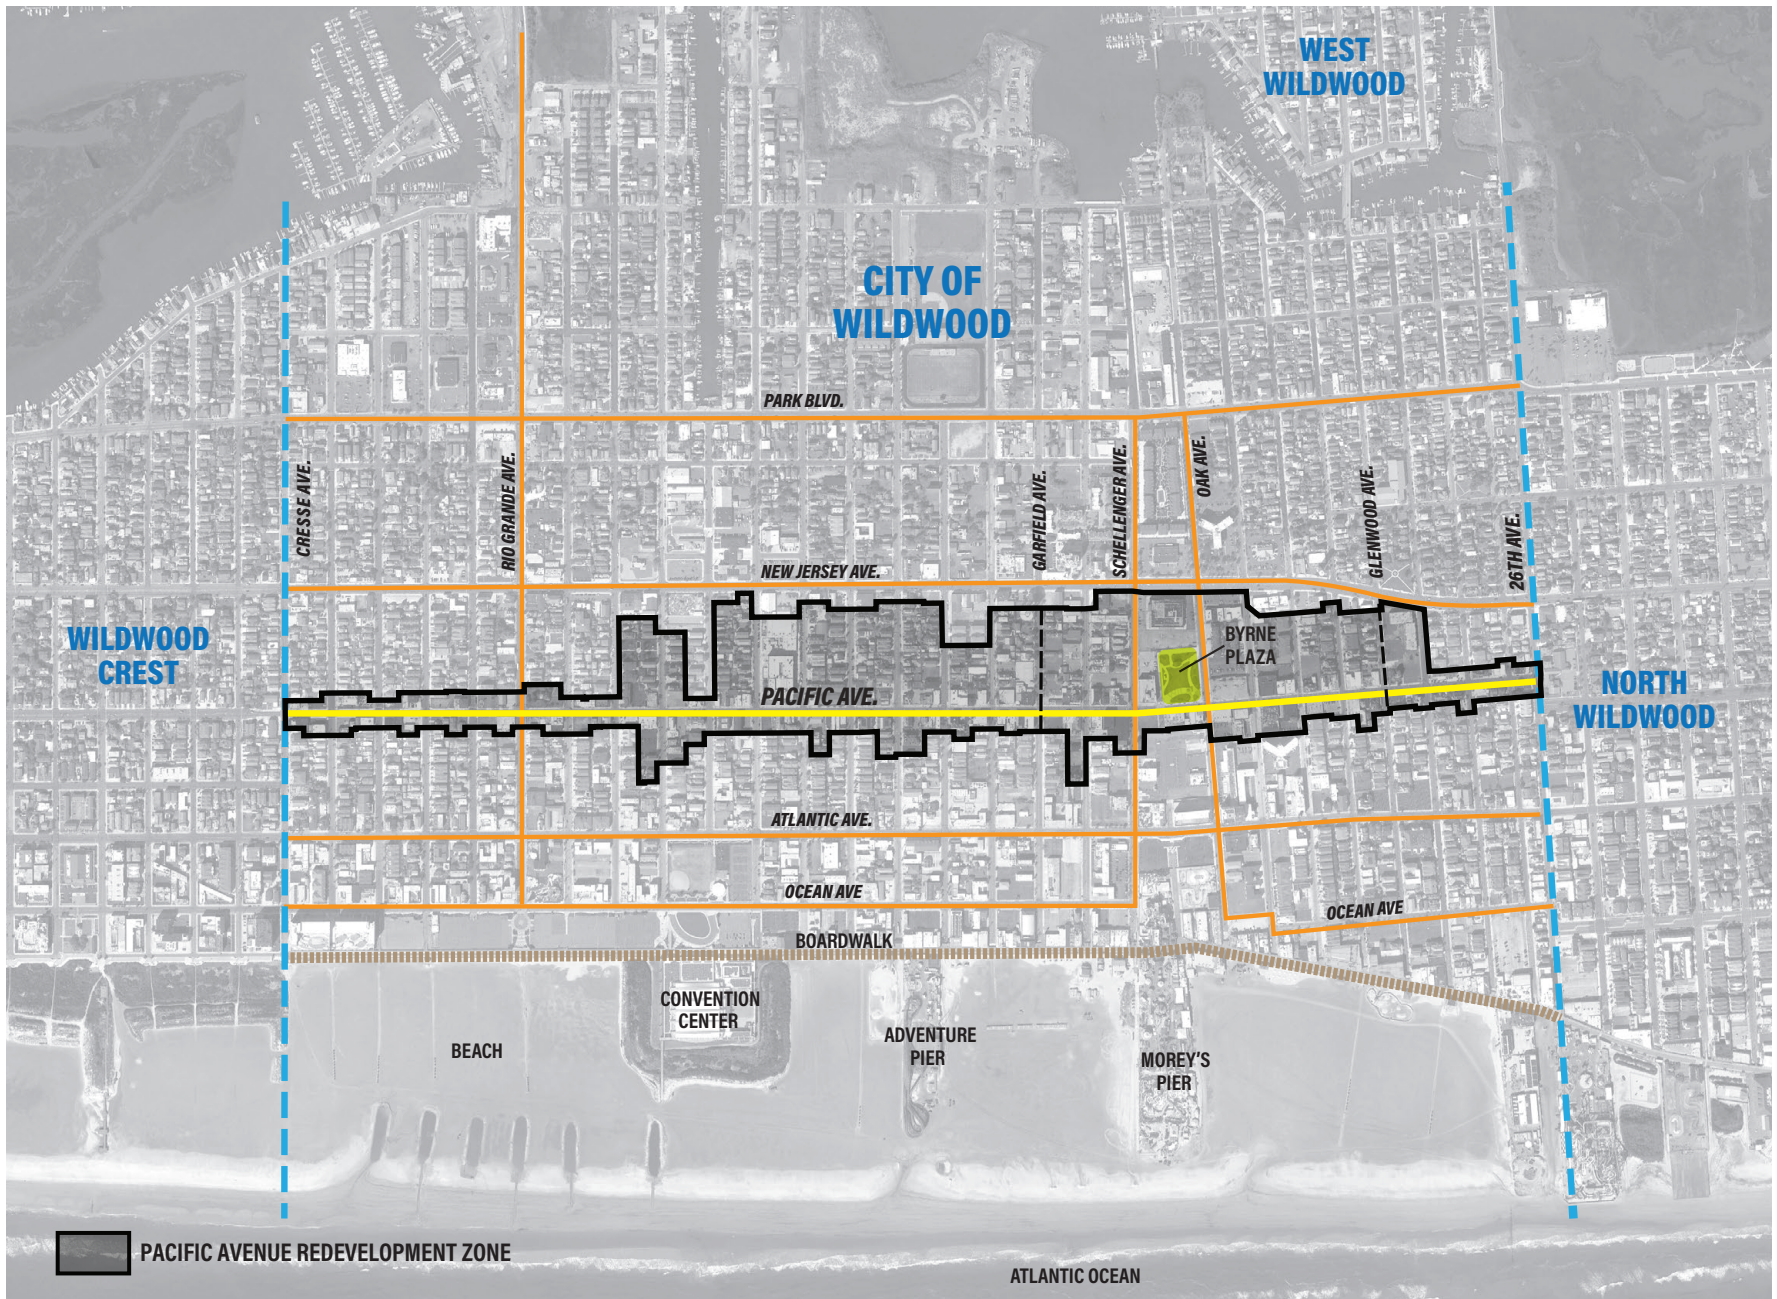 WEST
WILDWOOD
CITY OF
WILDWOOD
PARK BLVD.
CRESSE AVE.
RIO GRANDE AVE.
GARFIELD AVE.
SCHELLENGER AVE.
OAK AVE.
GLENWOOD AVE.
26TH AVE.
NEW JERSEY AVE.
WILDWOOD
CREST
BYRNE
PLAZA
PACIFIC AVE.
NORTH
WILDWOOD
ATLANTIC AVE.
OCEAN AVE
OCEAN AVE
BOARDWALK
CONVENTION
CENTER
BEACH
ADVENTURE
PIER
MOREY'S
PIER
PACIFIC AVENUE REDEVELOPMENT ZONE
ATLANTIC OCEAN